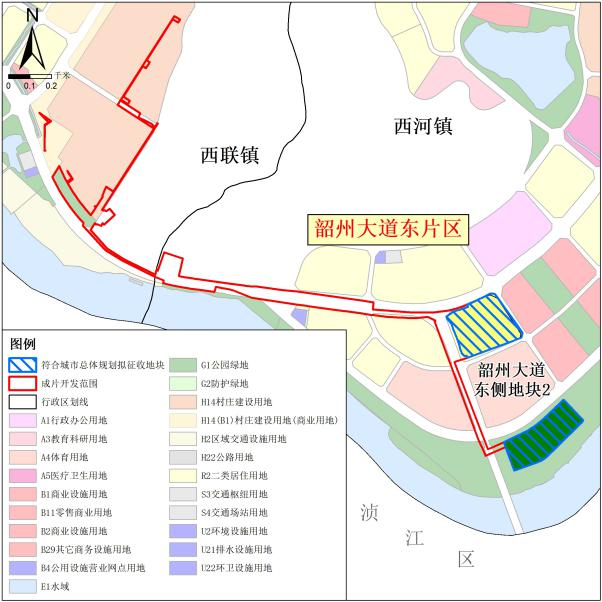 N
千米
0 0.1 0.2
西联镇
西河镇
韶州大道东片区
韶州大道
东侧地块2
浈
江
区
图例
符合城市总体规划拟征收地块
成片开发范围
行政区划线
A1行政办公用地
A3教育科研用地
A4体育用地
A5医疗卫生用地
B1商业设施用地
B11零售商业用地
B2商业设施用地
B29其它商务设施用地
B4公用设施营业网点用地
E1水域
G1公园绿地
G2防护绿地
H14村庄建设用地
H14(B1)村庄建设用地(商业用地)
H2区域交通设施用地
H22公路用地
R2二类居住用地
S3交通枢纽用地
S4交通场站用地
U2环境设施用地
U21排水设施用地
U22环卫设施用地